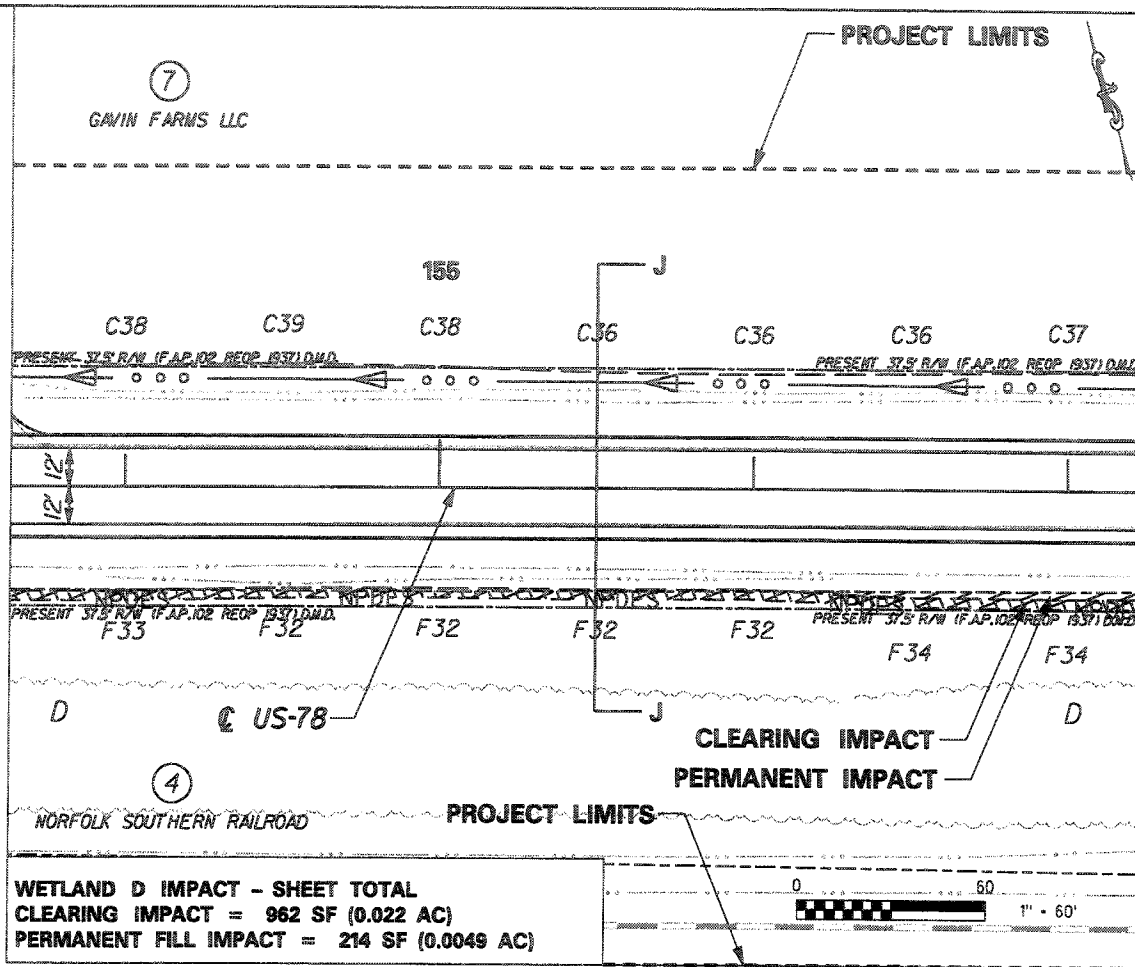 PROJECT LIMITS
7
GAVIN FARMS LLC
155
J
C38 C39 C38 C36 C36 C36 C37
PRESENT 37.5' R/W (F.A.P. 102 REOP 1937) D.M.D.
PRESENT 37.5' R/W (F.A.P. 102 REOP 1937) D.M.D.
12'
12'
NPDES NPDES NPDES NPDES
PRESENT 37.5' R/W (F.A.P. 102 REOP 1937) D.M.D.
PRESENT 37.5' R/W (F.A.P. 102 REOP 1937) D.M.D.
F33 F32 F32 F32 F32 F34 F34
D
℄ US-78
J
D
CLEARING IMPACT
PERMANENT IMPACT
4
NORFOLK SOUTHERN RAILROAD
PROJECT LIMITS
WETLAND D IMPACT - SHEET TOTAL
CLEARING IMPACT = 962 SF (0.022 AC)
PERMANENT FILL IMPACT = 214 SF (0.0049 AC)
0 60
1" - 60'